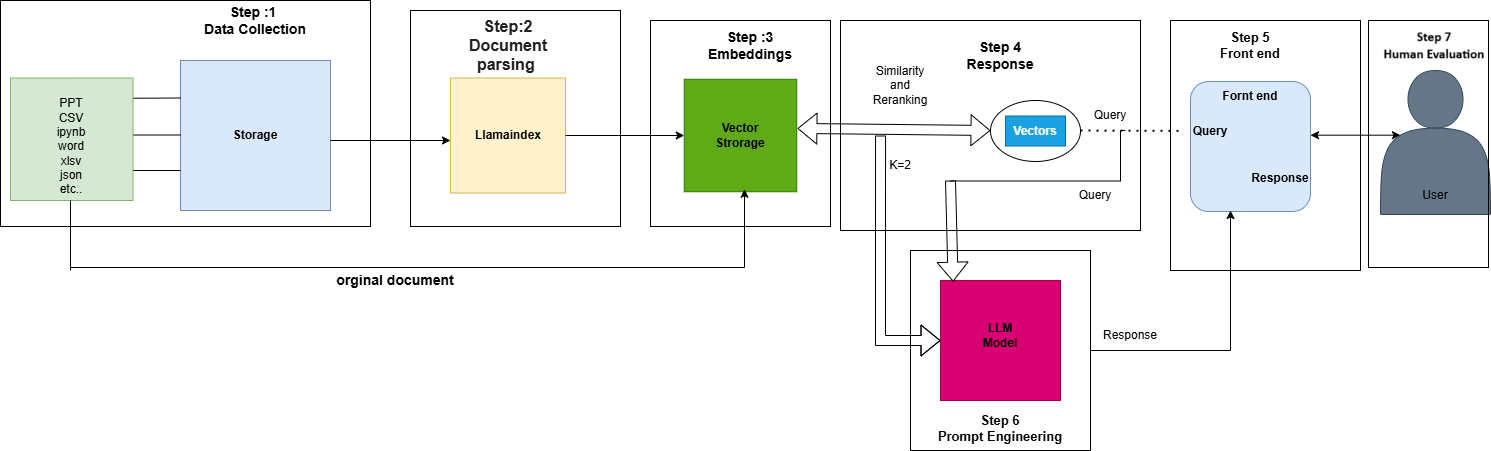 Step :1
Data Collection
PPT
CSV
ipynb
word
xlsv
json
etc..
Storage
orginal document
Step:2
Document
parsing
Llamaindex
Step :3
Embeddings
Vector
Strorage
Step 4
Response
Similarity
and
Reranking
Vectors
Query
K=2
Query
Step 5
Front end
Fornt end
Query
Response
Step 7
Human Evaluation
User
LLM
Model
Step 6
Prompt Engineering
Response